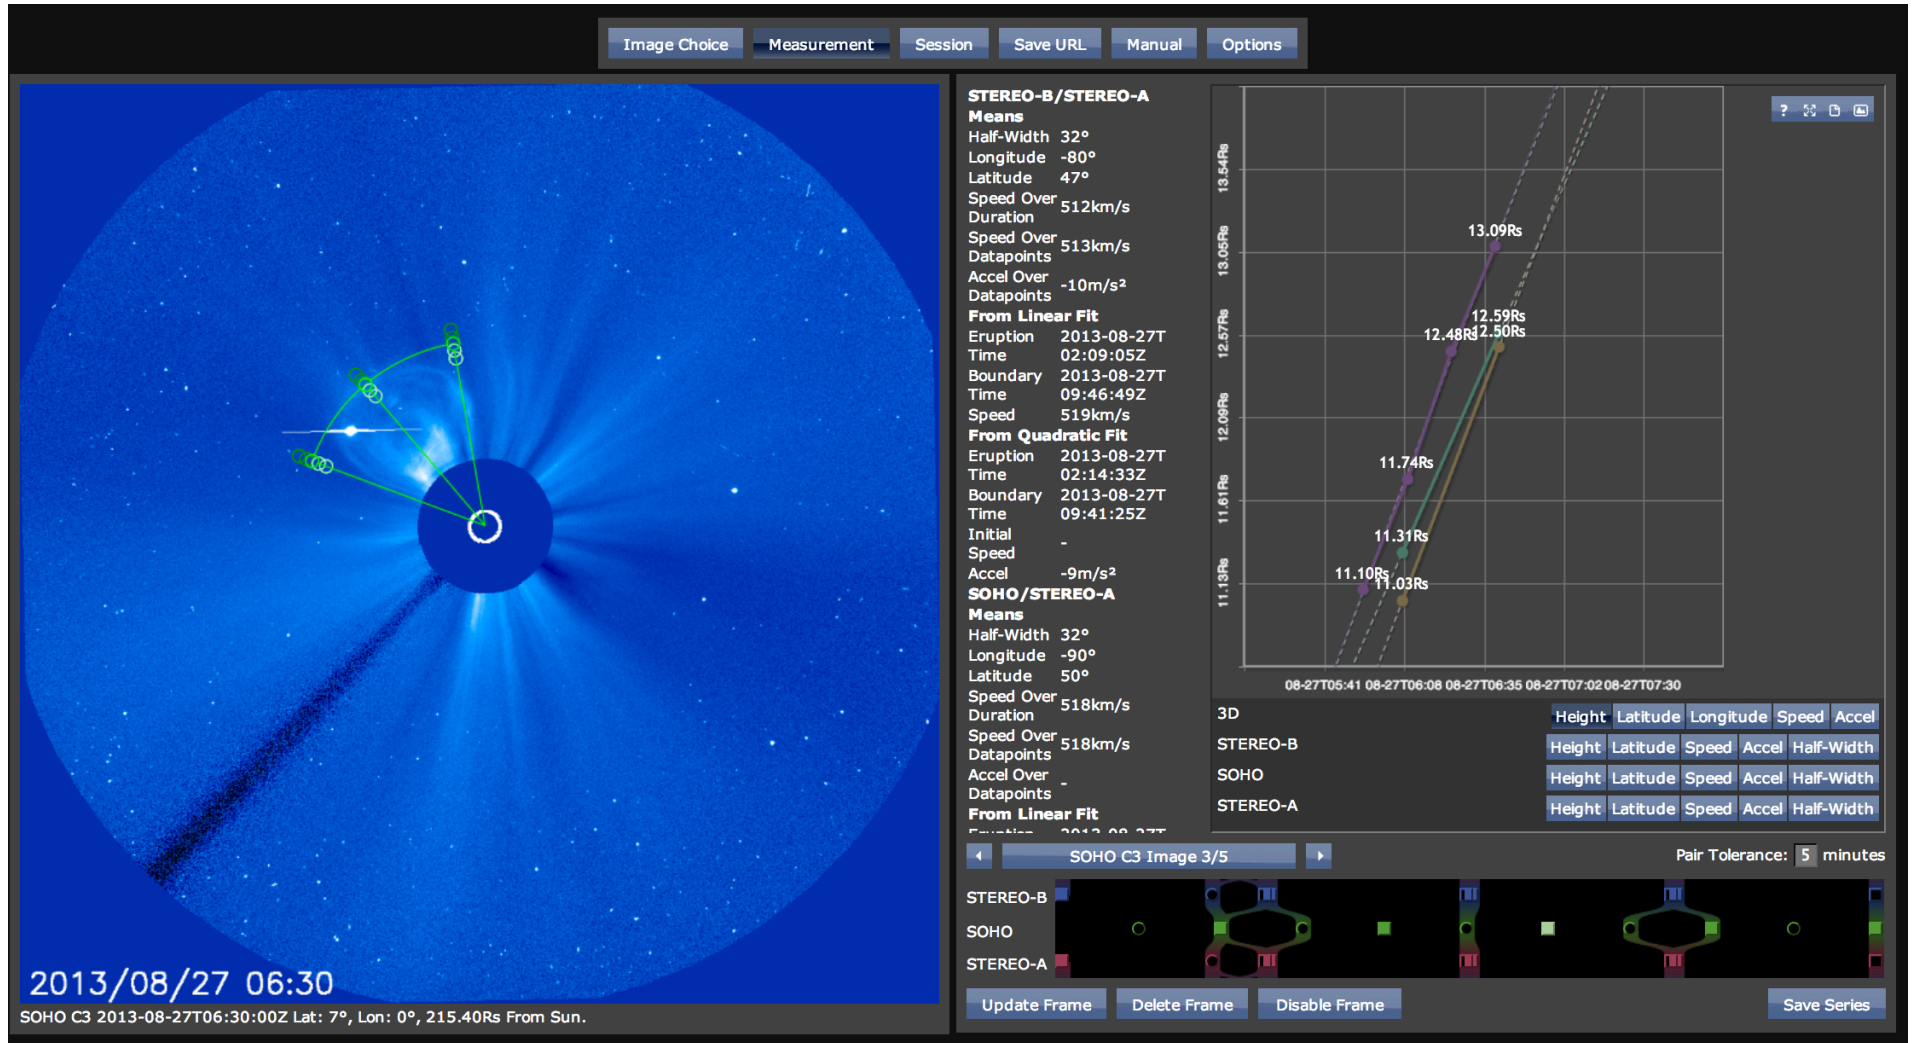 Image Choice Measurement Session Save URL Manual Options
2013/08/27 06:30
SOHO C3 2013-08-27T06:30:00Z Lat: 7°, Lon: 0°, 215.40Rs From Sun.
STEREO-B/STEREO-A
Means
Half-Width 32°
Longitude -80°
Latitude 47°
Speed Over Duration 512km/s
Speed Over Datapoints 513km/s
Accel Over Datapoints -10m/s²
From Linear Fit
Eruption Time 2013-08-27T 02:09:05Z
Boundary Time 2013-08-27T 09:46:49Z
Speed 519km/s
From Quadratic Fit
Eruption Time 2013-08-27T 02:14:33Z
Boundary Time 2013-08-27T 09:41:25Z
Initial Speed -
Accel -9m/s²
SOHO/STEREO-A
Means
Half-Width 32°
Longitude -90°
Latitude 50°
Speed Over Duration 518km/s
Speed Over Datapoints 518km/s
Accel Over Datapoints -
From Linear Fit
?
13.54Rs
13.05Rs
12.57Rs
12.09Rs
11.61Rs
11.13Rs
13.09Rs
12.59Rs
12.48Rs
12.50Rs
11.74Rs
11.31Rs
11.10Rs
11.03Rs
08-27T05:41 08-27T06:08 08-27T06:35 08-27T07:02 08-27T07:30
3D Height Latitude Longitude Speed Accel
STEREO-B Height Latitude Speed Accel Half-Width
SOHO Height Latitude Speed Accel Half-Width
STEREO-A Height Latitude Speed Accel Half-Width
SOHO C3 Image 3/5
Pair Tolerance: 5 minutes
STEREO-B
SOHO
STEREO-A
Update Frame Delete Frame Disable Frame Save Series